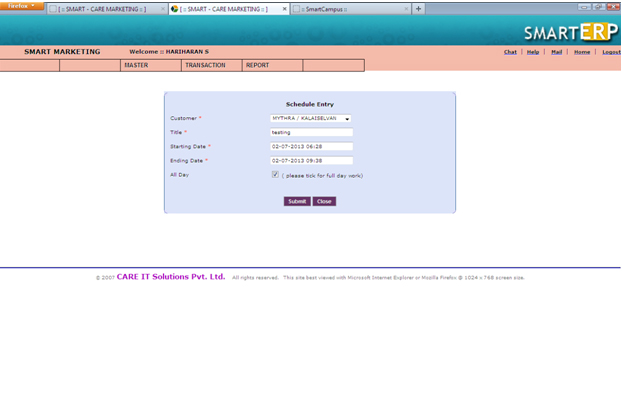 Firefox
[ :: SMART - CARE MARKETING :: ] × [ :: SMART - CARE MARKETING :: ] × :: SmartCampus :: × +
SMARTERP
SMART MARKETING Welcome :: HARIHARAN S Chat | Help | Mail | Home | Logout
MASTER TRANSACTION REPORT
Schedule Entry
Customer * MYTHRA / KALAISELVAN
Title * testing
Starting Date * 02-07-2013 06:28
Ending Date * 02-07-2013 09:38
All Day ( please tick for full day work)
Submit Close
© 2007 CARE IT Solutions Pvt. Ltd. All rights reserved. This site best viewed with Microsoft Internet Explorer or Mozilla Firefox @ 1024 x 768 screen size.